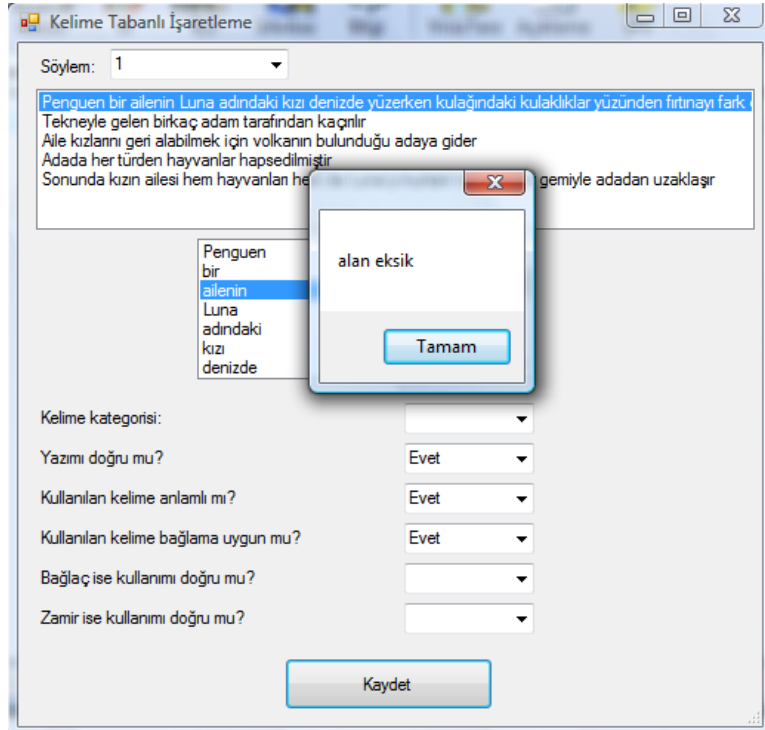 Kelime Tabanlı İşaretleme
Söylem: 1
Penguen bir ailenin Luna adındaki kızı denizde yüzerken kulağındaki kulaklıklar yüzünden fırtınayı fark
Tekneyle gelen birkaç adam tarafından kaçırılır
Aile kızlarını geri alabilmek için volkanın bulunduğu adaya gider
Adada her türden hayvanlar hapsedilmiştir
Sonunda kızın ailesi hem hayvanları gemiyle adadan uzaklaşır
Penguen
bir
ailenin
Luna
adındaki
kızı
denizde
alan eksik
Tamam
Kelime kategorisi:
Yazımı doğru mu? Evet
Kullanılan kelime anlamlı mı? Evet
Kullanılan kelime bağlama uygun mu? Evet
Bağlaç ise kullanımı doğru mu?
Zamir ise kullanımı doğru mu?
Kaydet